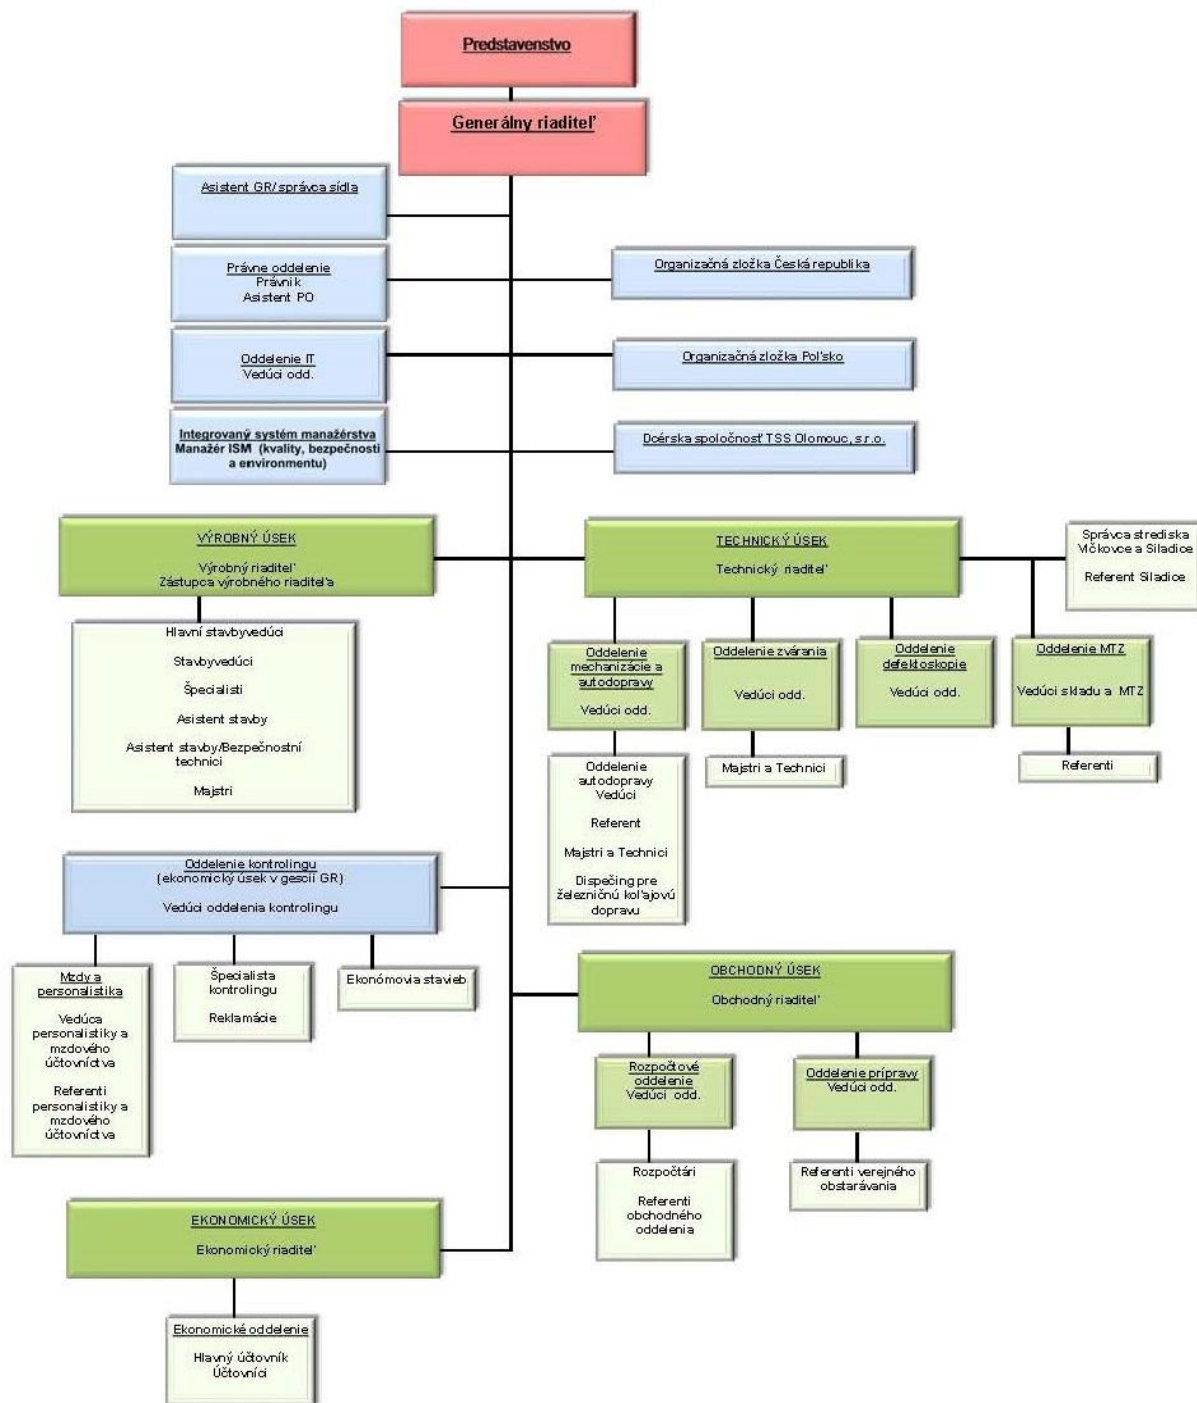 Predstavenstvo
Generálny riaditeľ
Asistent GR/ správca sídla
Právne oddelenie
Právnik
Asistent PO
Organizačná zložka Česká republika
Oddelenie IT
Vedúci odd.
Organizačná zložka Poľsko
Integrovaný systém manažérstva
Manažér ISM (kvality, bezpečnosti
a environmentu)
Dcérska spoločnosť TSS Olomouc, s.r.o.
VÝROBNÝ ÚSEK
Výrobný riaditeľ
Zástupca výrobného riaditeľa
TECHNICKÝ ÚSEK
Technický riaditeľ
Správca strediska
Vlčkovce a Siladice
Referent Siladice
Hlavní stavbyvedúci
Stavbyvedúci
Špecialisti
Asistent stavby
Asistent stavby/Bezpečnostní
technici
Majstri
Oddelenie
mechanizácie a
autodopravy
Vedúci odd.
Oddelenie zvárania
Vedúci odd.
Oddelenie
defektoskopie
Vedúci odd.
Oddelenie MTZ
Vedúci skladu a MTZ
Oddelenie
autodopravy
Vedúci
Referent
Majstri a Technici
Dispečing pre
železničnú koľajovú
dopravu
Majstri a Technici
Referenti
Oddelenie kontrolingu
(ekonomický úsek v gescii GR)
Vedúci oddelenia kontrolingu
Mzdy a
personalistika
Vedúca
personalistiky a
mzdového
účtovníctva
Referenti
personalistiky a
mzdového
účtovníctva
Špecialista
kontrolingu
Reklamácie
Ekonómovia stavieb
OBCHODNÝ ÚSEK
Obchodný riaditeľ
Rozpočtové
oddelenie
Vedúci odd.
Oddelenie prípravy
Vedúci odd.
Rozpočtári
Referenti
obchodného
oddelenia
Referenti verejného
obstarávania
EKONOMICKÝ ÚSEK
Ekonomický riaditeľ
Ekonomické oddelenie
Hlavný účtovník
Účtovníci